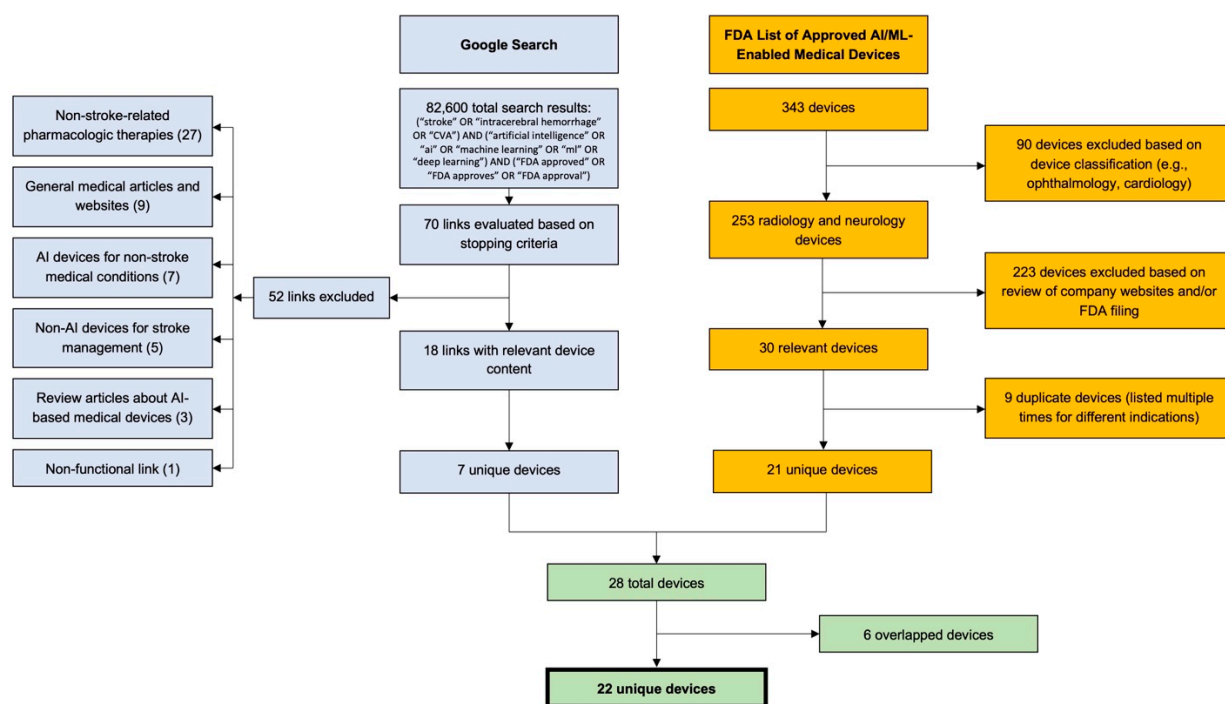 Google Search
82,600 total search results:
(“stroke” OR “intracerebral hemorrhage”
OR “CVA”) AND (“artificial intelligence” OR
“ai” OR “machine learning” OR “ml” OR
“deep learning”) AND (“FDA approved” OR
“FDA approves” OR “FDA approval”)
70 links evaluated based on
stopping criteria
52 links excluded
Non-stroke-related
pharmacologic therapies (27)
General medical articles and
websites (9)
AI devices for non-stroke
medical conditions (7)
Non-AI devices for stroke
management (5)
Review articles about AI-
based medical devices (3)
Non-functional link (1)
18 links with relevant device
content
7 unique devices
FDA List of Approved AI/ML-
Enabled Medical Devices
343 devices
90 devices excluded based on
device classification (e.g.,
ophthalmology, cardiology)
253 radiology and neurology
devices
223 devices excluded based on
review of company websites and/or
FDA filing
30 relevant devices
9 duplicate devices (listed multiple
times for different indications)
21 unique devices
28 total devices
6 overlapped devices
22 unique devices